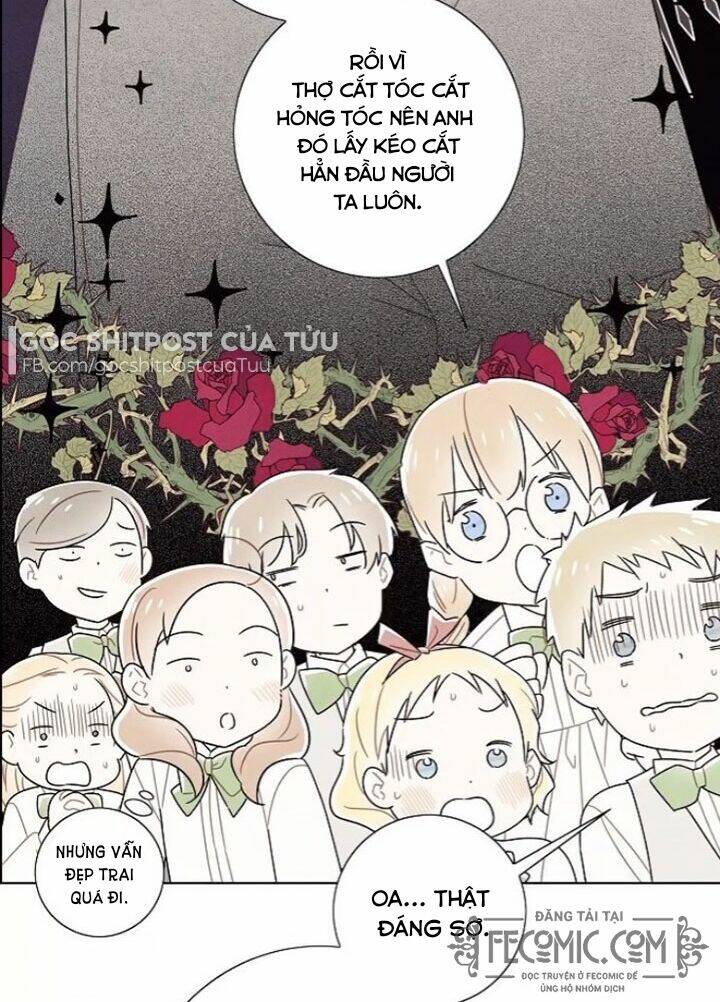 RỒI VÌ
THỢ CẮT TÓC CẮT
HỎNG TÓC NÊN ANH
ĐÓ LẤY KÉO CẮT
HẲN ĐẦU NGƯỜI
TA LUÔN.
GÓC SHITPOST CỦA TỬU
FB.com/gocshitpostcuaTuu
NHƯNG VẪN
ĐẸP TRAI
QUÁ ĐI.
OA... THẬT
ĐÁNG SỢ.
ĐĂNG TẢI TẠI
FECOMIC.COM
ĐỌC TRUYỆN Ở FECOMIC ĐỂ
ỦNG HỘ NHÓM DỊCH